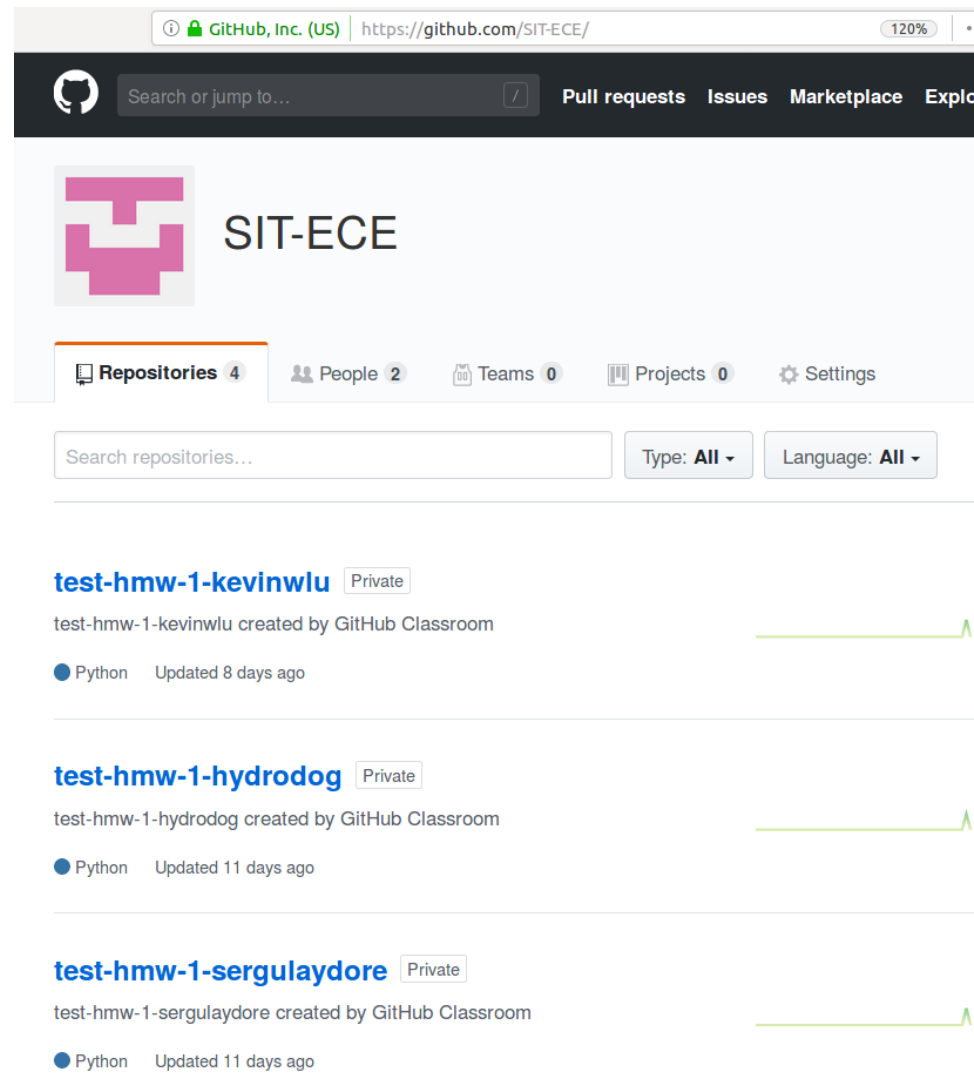 GitHub, Inc. (US) https://github.com/SIT-ECE/ 120%
Search or jump to… / Pull requests Issues Marketplace Explo
SIT-ECE
Repositories 4 People 2 Teams 0 Projects 0 Settings
Search repositories… Type: All Language: All
test-hmw-1-kevinwlu Private
test-hmw-1-kevinwlu created by GitHub Classroom
Python Updated 8 days ago
test-hmw-1-hydrodog Private
test-hmw-1-hydrodog created by GitHub Classroom
Python Updated 11 days ago
test-hmw-1-sergulaydore Private
test-hmw-1-sergulaydore created by GitHub Classroom
Python Updated 11 days ago